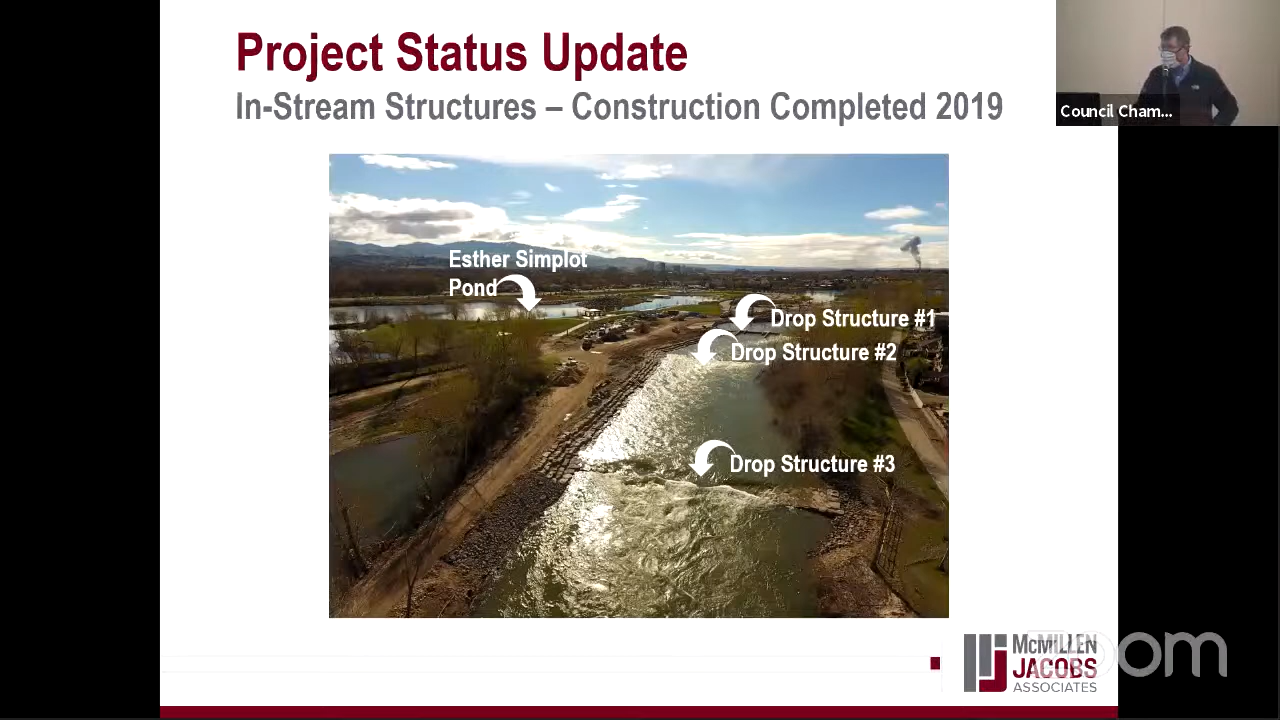 Project Status Update
In-Stream Structures – Construction Completed 2019
Council Cham...
Esther Simplot
Pond
Drop Structure #1
Drop Structure #2
Drop Structure #3
McMILLEN
JACOBS
ASSOCIATES
zoom